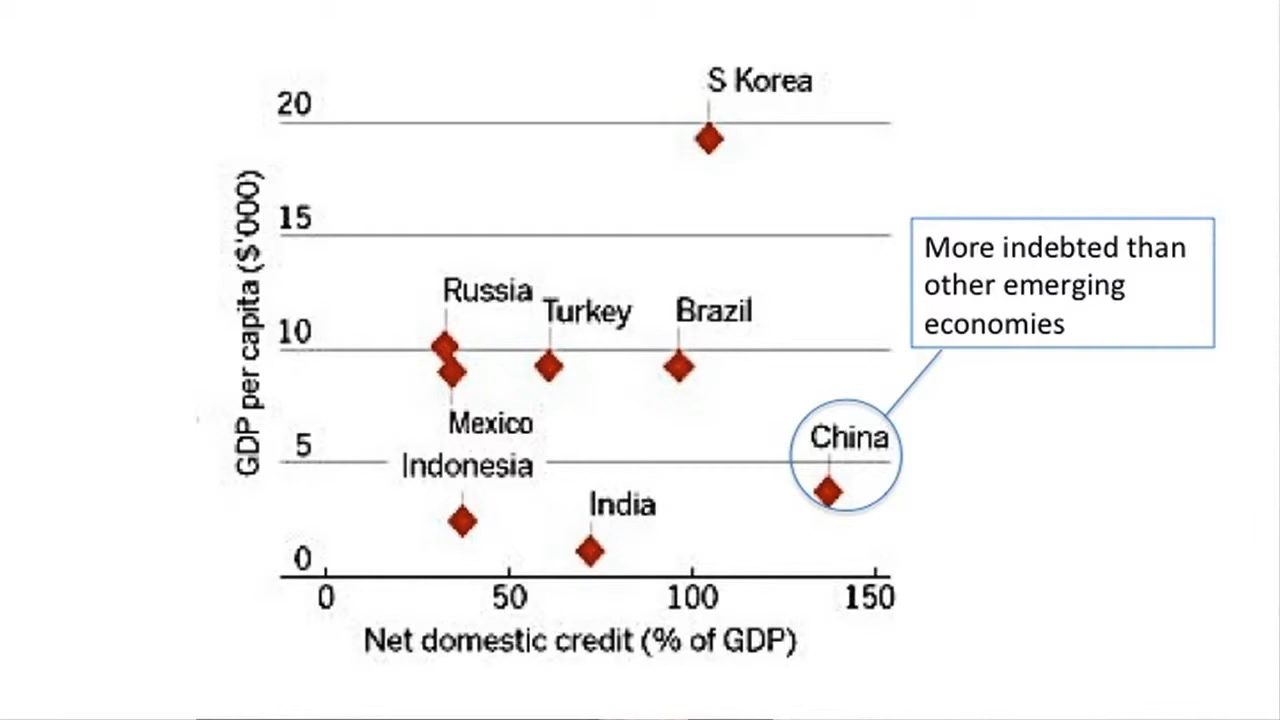 S Korea
20
15
More indebted than
other emerging
economies
Russia
Turkey
Brazil
10
GDP per capita ($'000)
Mexico
China
5
Indonesia
India
0
0 50 100 150
Net domestic credit (% of GDP)